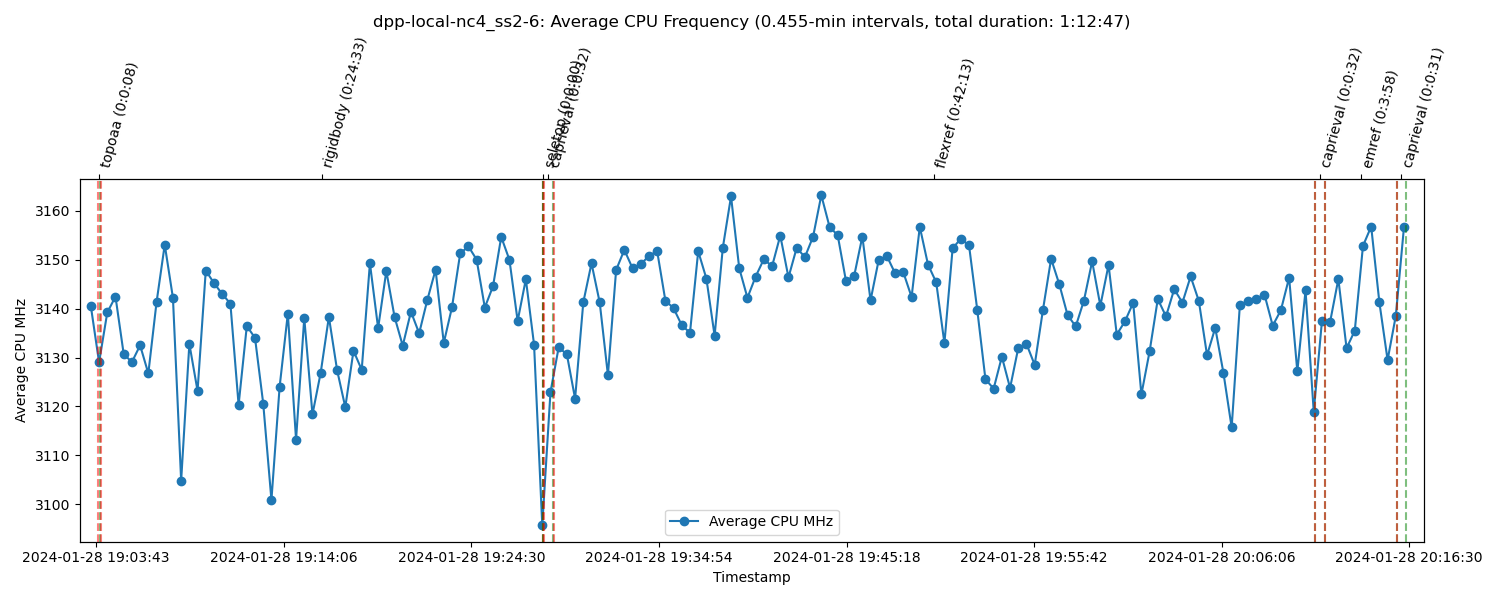 dpp-local-nc4_ss2-6: Average CPU Frequency (0.455-min intervals, total duration: 1:12:47)
topoaa (0:0:08)
rigidbody (0:24:33)
seletop (0:0:00)
caprieval (0:0:32)
flexref (0:42:13)
caprieval (0:0:32)
emref (0:3:58)
caprieval (0:0:31)
Average CPU MHz
3160
3150
3140
3130
3120
3110
3100
Average CPU MHz
2024-01-28 19:03:43
2024-01-28 19:14:06
2024-01-28 19:24:30
2024-01-28 19:34:54
2024-01-28 19:45:18
2024-01-28 19:55:42
2024-01-28 20:06:06
2024-01-28 20:16:30
Timestamp